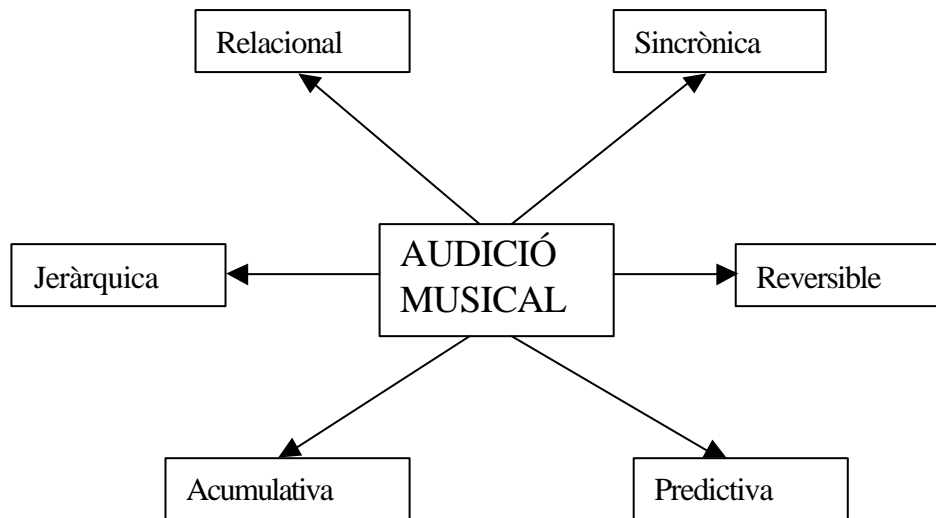 Relacional
Sincrònica
AUDICIÓ
MUSICAL
Jeràrquica
Reversible
Acumulativa
Predictiva